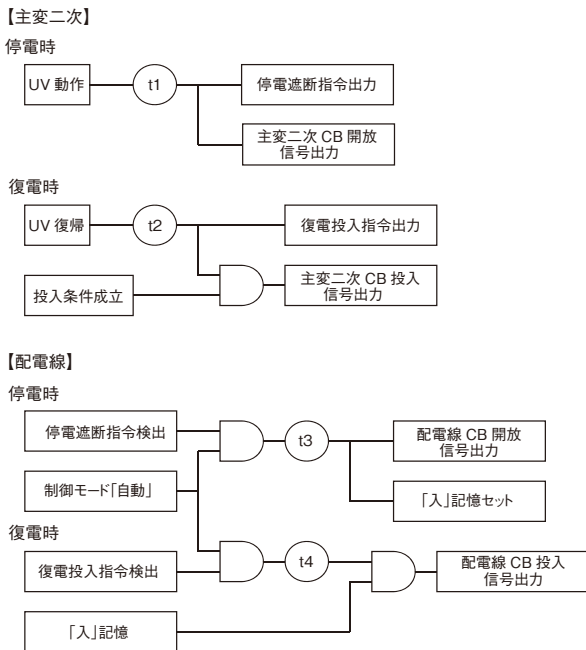 【主変二次】
停電時
UV 動作
t1
停電遮断指令出力
主変二次 CB 開放
信号出力
復電時
UV 復帰
t2
復電投入指令出力
投入条件成立
主変二次 CB 投入
信号出力
【配電線】
停電時
停電遮断指令検出
t3
配電線 CB 開放
信号出力
制御モード「自動」
「入」記憶セット
復電時
復電投入指令検出
t4
配電線 CB 投入
信号出力
「入」記憶